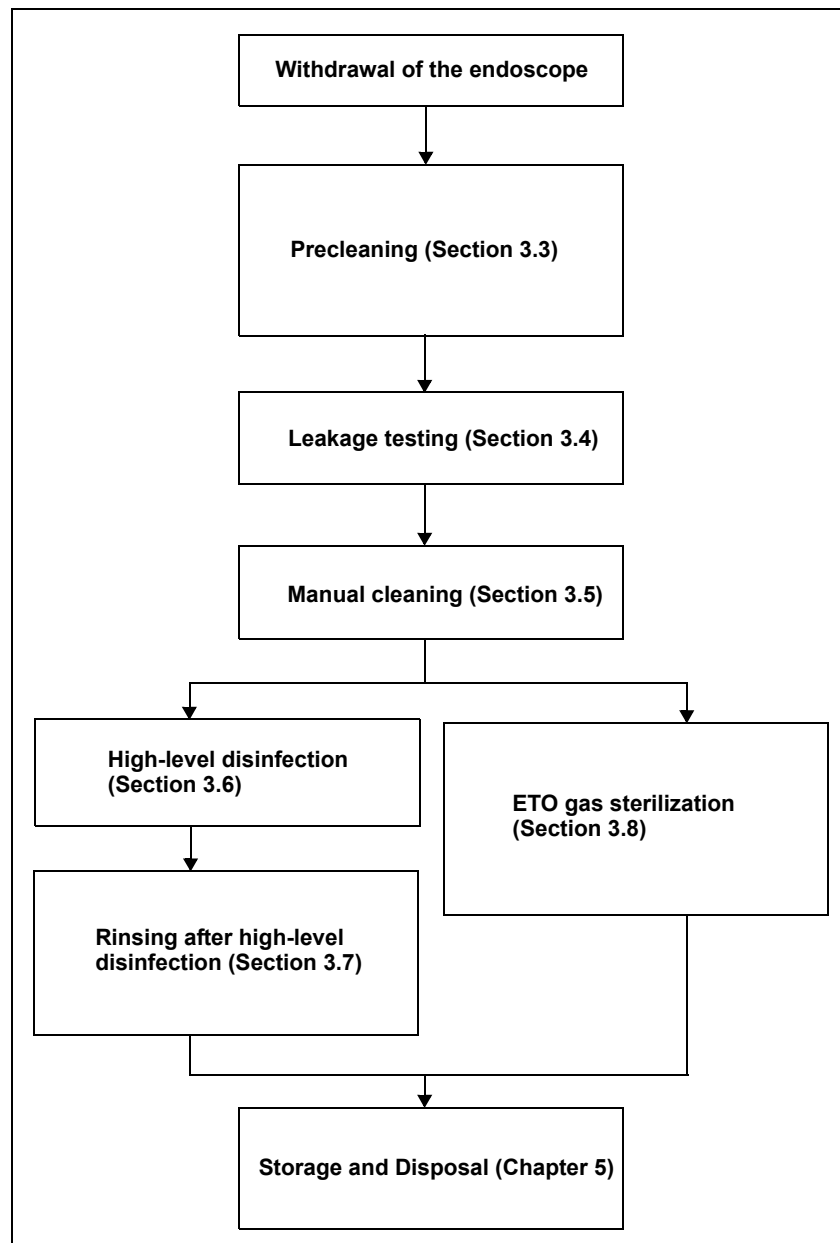 Withdrawal of the endoscope
Precleaning (Section 3.3)
Leakage testing (Section 3.4)
Manual cleaning (Section 3.5)
High-level disinfection
(Section 3.6)
ETO gas sterilization
(Section 3.8)
Rinsing after high-level
disinfection (Section 3.7)
Storage and Disposal (Chapter 5)